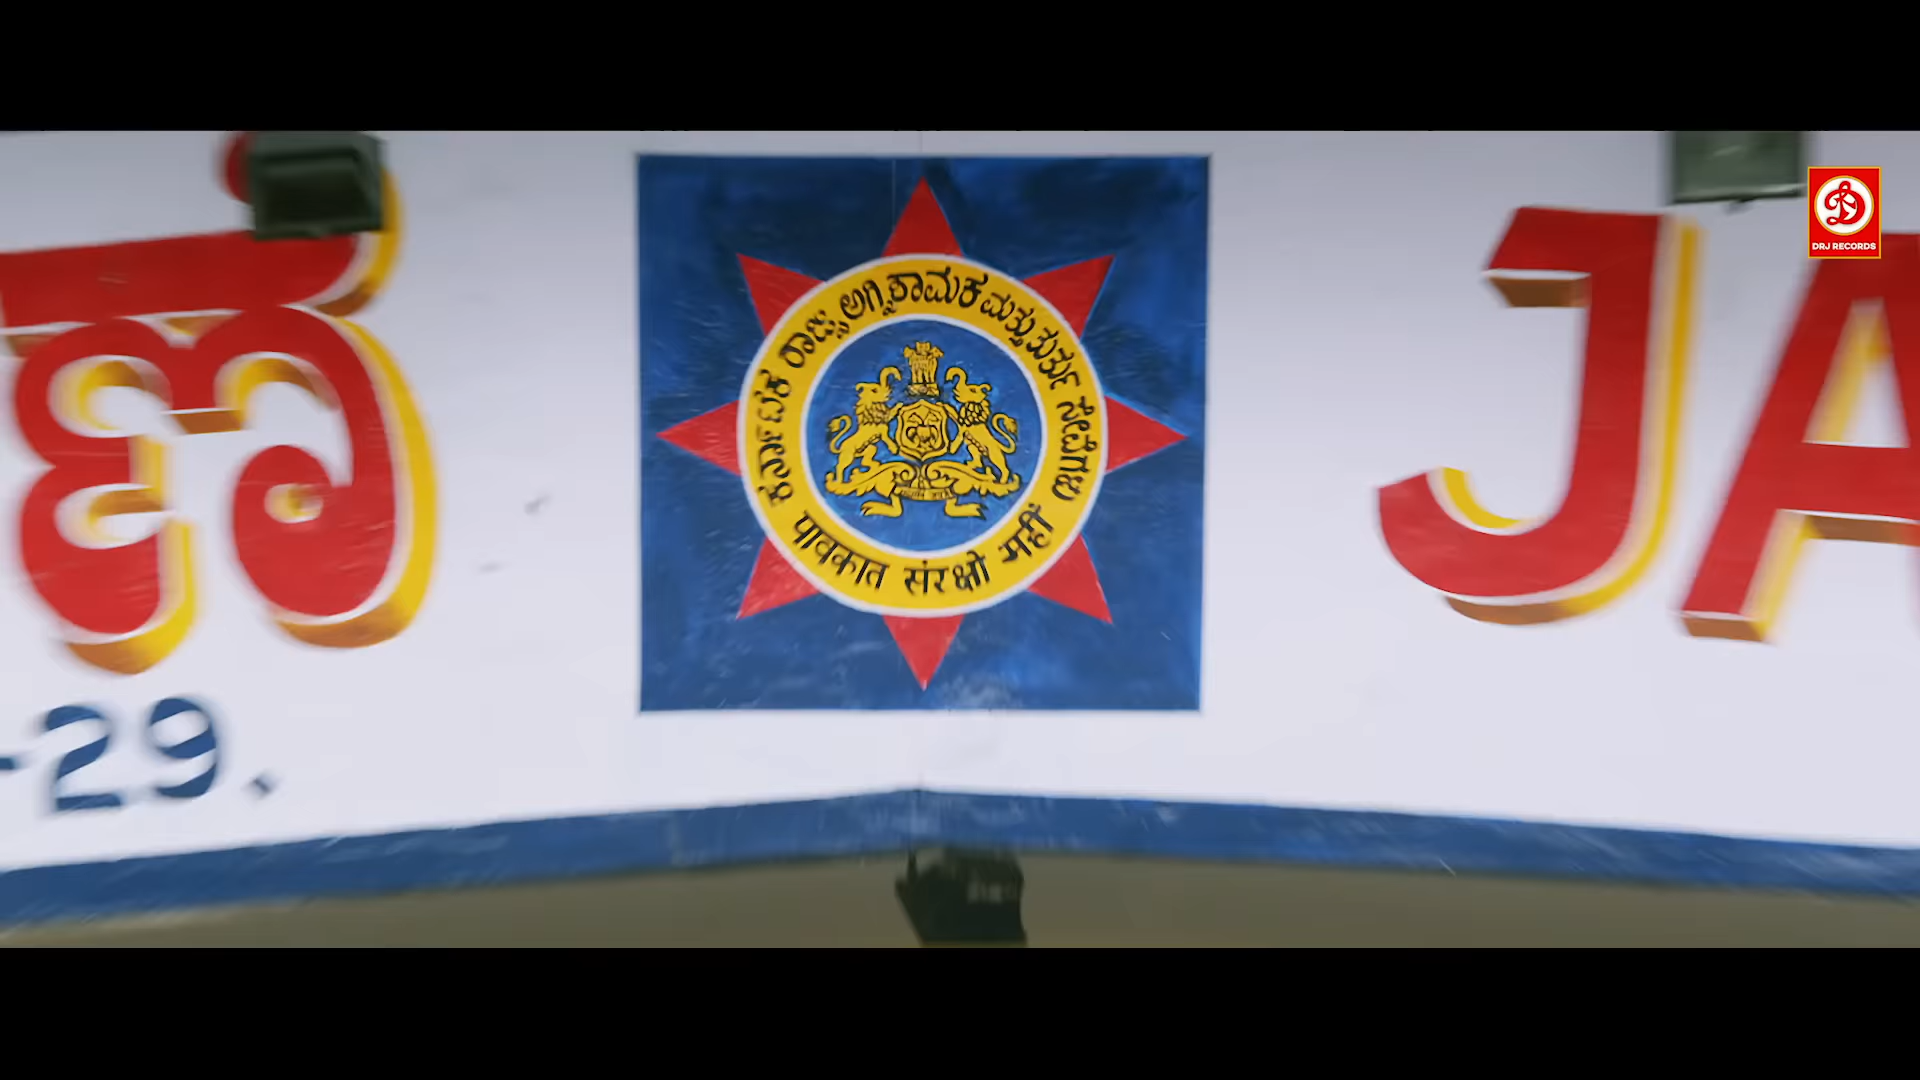 ಣ
JA
-29,
ಕರ್ನಾಟಕ ರಾಜ್ಯ ಅಗ್ನಿಶಾಮಕ ಮತ್ತು ತುರ್ತು ಸೇವೆಗಳು
पावकात संरक्षो मही
DRJ RECORDS